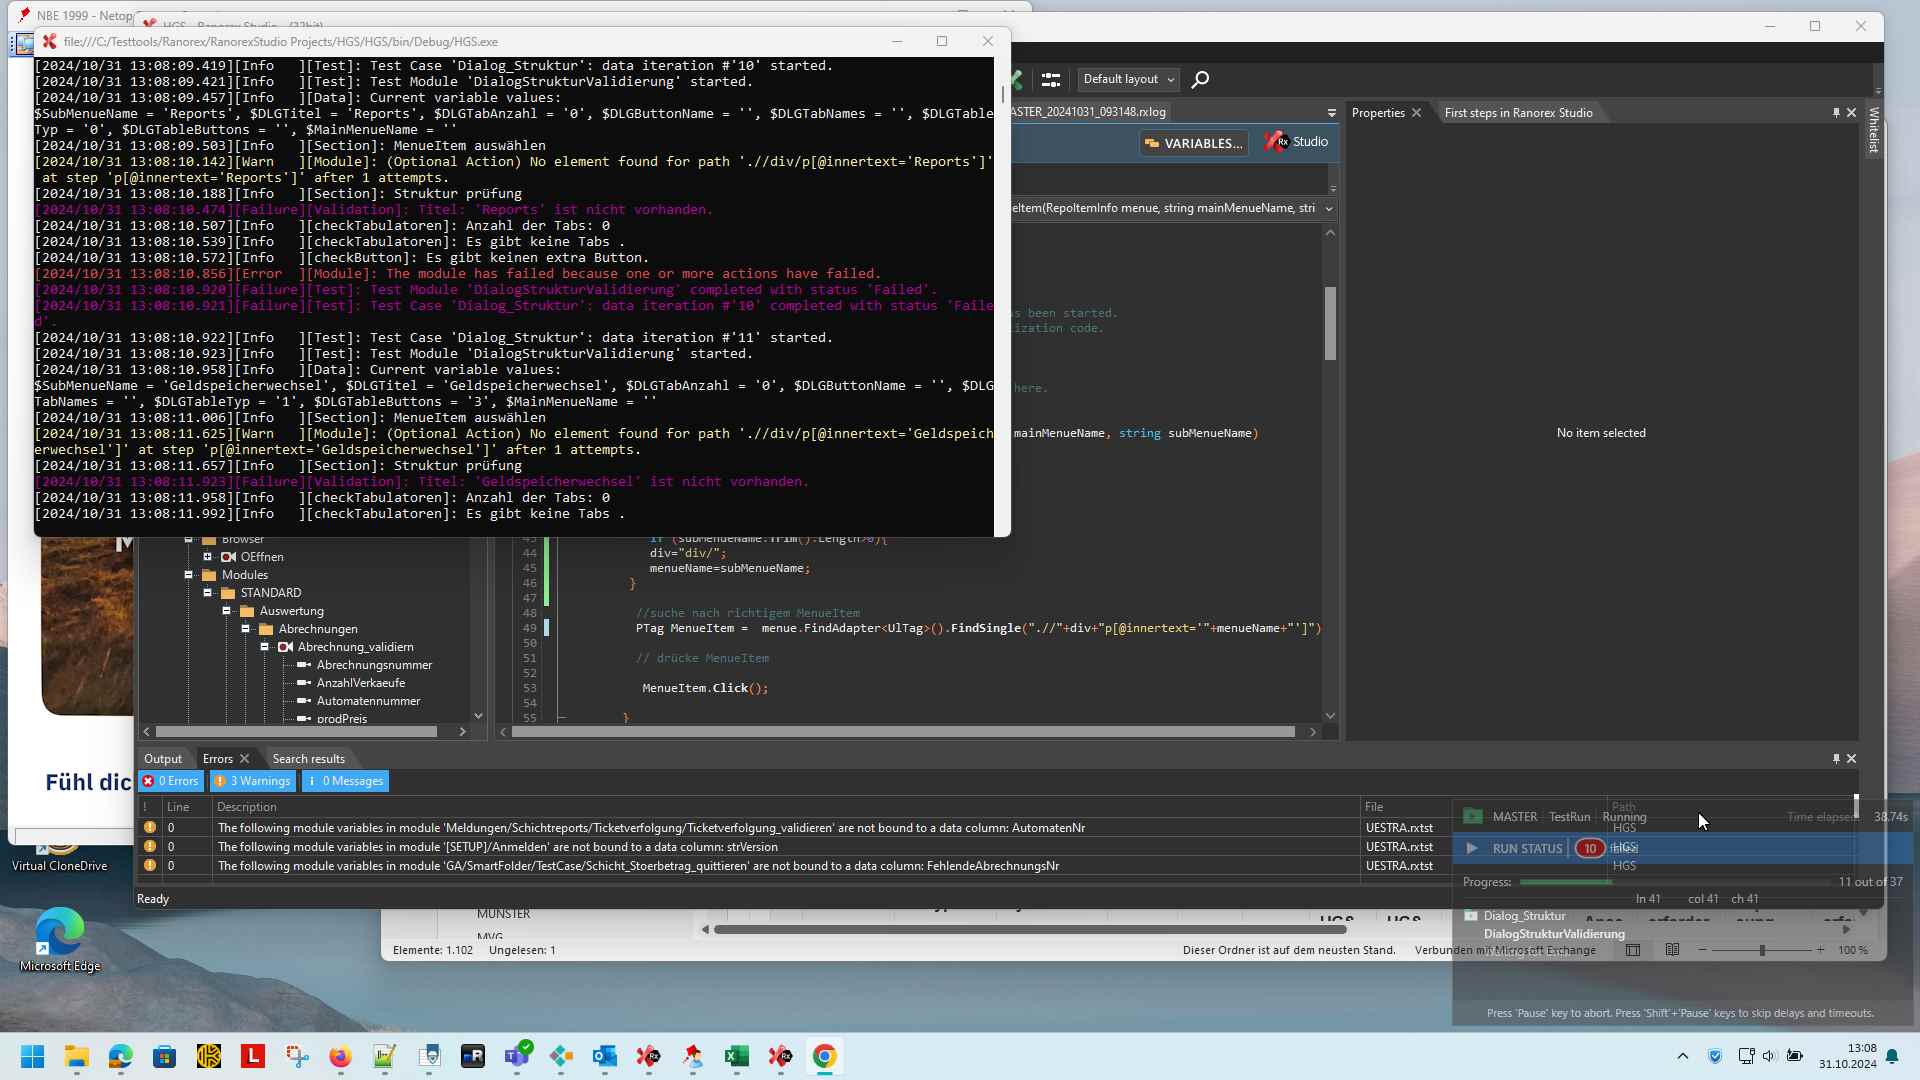 NBE 1999 - Netop
HGS - Ranorex Studio - (32bit)
file:///C:/Testtools/Ranorex/RanorexStudio Projects/HGS/HGS/bin/Debug/HGS.exe
[2024/10/31 13:08:09.419][Info   ][Test]: Test Case 'Dialog_Struktur': data iteration #'10' started.
[2024/10/31 13:08:09.421][Info   ][Test]: Test Module 'DialogStrukturValidierung' started.
[2024/10/31 13:08:09.457][Info   ][Data]: Current variable values:
$SubMenueName = 'Reports', $DLGTitel = 'Reports', $DLGTabAnzahl = '0', $DLGButtonName = '', $DLGTabNames = '', $DLGTable
Typ = '0', $DLGTableButtons = '', $MainMenueName = ''
[2024/10/31 13:08:09.503][Info   ][Section]: MenueItem auswählen
[2024/10/31 13:08:10.142][Warn   ][Module]: (Optional Action) No element found for path './/div/p[@innertext='Reports']'
 at step 'p[@innertext='Reports']' after 1 attempts.
[2024/10/31 13:08:10.188][Info   ][Section]: Struktur prüfung
[2024/10/31 13:08:10.474][Failure][Validation]: Titel: 'Reports' ist nicht vorhanden.
[2024/10/31 13:08:10.507][Info   ][checkTabulatoren]: Anzahl der Tabs: 0
[2024/10/31 13:08:10.539][Info   ][checkTabulatoren]: Es gibt keine Tabs .
[2024/10/31 13:08:10.572][Info   ][checkButton]: Es gibt keinen extra Button.
[2024/10/31 13:08:10.856][Error  ][Module]: The module has failed because one or more actions have failed.
[2024/10/31 13:08:10.920][Failure][Test]: Test Module 'DialogStrukturValidierung' completed with status 'Failed'.
[2024/10/31 13:08:10.921][Failure][Test]: Test Case 'Dialog_Struktur': data iteration #'10' completed with status 'Faile
d'.
[2024/10/31 13:08:10.922][Info   ][Test]: Test Case 'Dialog_Struktur': data iteration #'11' started.
[2024/10/31 13:08:10.923][Info   ][Test]: Test Module 'DialogStrukturValidierung' started.
[2024/10/31 13:08:10.958][Info   ][Data]: Current variable values:
$SubMenueName = 'Geldspeicherwechsel', $DLGTitel = 'Geldspeicherwechsel', $DLGTabAnzahl = '0', $DLGButtonName = '', $DLG
TabNames = '', $DLGTableTyp = '1', $DLGTableButtons = '3', $MainMenueName = ''
[2024/10/31 13:08:11.006][Info   ][Section]: MenueItem auswählen
[2024/10/31 13:08:11.625][Warn   ][Module]: (Optional Action) No element found for path './/div/p[@innertext='Geldspeich
erwechsel']' at step 'p[@innertext='Geldspeicherwechsel']' after 1 attempts.
[2024/10/31 13:08:11.657][Info   ][Section]: Struktur prüfung
[2024/10/31 13:08:11.923][Failure][Validation]: Titel: 'Geldspeicherwechsel' ist nicht vorhanden.
[2024/10/31 13:08:11.958][Info   ][checkTabulatoren]: Anzahl der Tabs: 0
[2024/10/31 13:08:11.992][Info   ][checkTabulatoren]: Es gibt keine Tabs .
Default layout
ASTER_20241031_093148.rxlog
VARIABLES...
Rx Studio
eItem(RepoItemInfo menue, string mainMenueName, stri
s been started.
ization code.
here.
mainMenueName, string subMenueName)
Properties
First steps in Ranorex Studio
Whitelist
No item selected
Browser
OEffnen
Modules
STANDARD
Auswertung
Abrechnungen
Abrechnung_validiern
Abrechnungsnummer
AnzahlVerkaeufe
Automatennummer
prodPreis
43 if (subMenueName.Trim().Length>0){
44 div="div/";
45 menueName=subMenueName;
46 }
47
48 //suche nach richtigem MenueItem
49 PTag MenueItem =  menue.FindAdapter<UlTag>().FindSingle(".//"+div+"p[@innertext='"+menueName+"']")
50
51 // drücke MenueItem
52
53 MenueItem.Click();
54
55 }
M
Fühl dic
Output
Errors
Search results
0 Errors
3 Warnings
0 Messages
! Line Description File Path
0 The following module variables in module 'Meldungen/Schichtreports/Ticketverfolgung/Ticketverfolgung_validieren' are not bound to a data column: AutomatenNr UESTRA.rxtst HGS
0 The following module variables in module '[SETUP]/Anmelden' are not bound to a data column: strVersion UESTRA.rxtst HGS
0 The following module variables in module 'GA/SmartFolder/TestCase/Schicht_Stoerbetrag_quittieren' are not bound to a data column: FehlendeAbrechnungsNr UESTRA.rxtst HGS
Ready
ln 41 col 41 ch 41
MASTER TestRun Running Time elapsed: 38.74s
RUN STATUS 10
Progress: 11 out of 37
Dialog_Struktur
DialogStrukturValidierung
Press 'Pause' key to abort. Press 'Shift'+'Pause' keys to skip delays and timeouts.
Virtual CloneDrive
Microsoft Edge
MÜNSTER
MVG
HGS HGS
Elemente: 1.102 Ungelesen: 1
Dieser Ordner ist auf dem neusten Stand. Verbunden mit Microsoft Exchange
100 %
13:08
31.10.2024